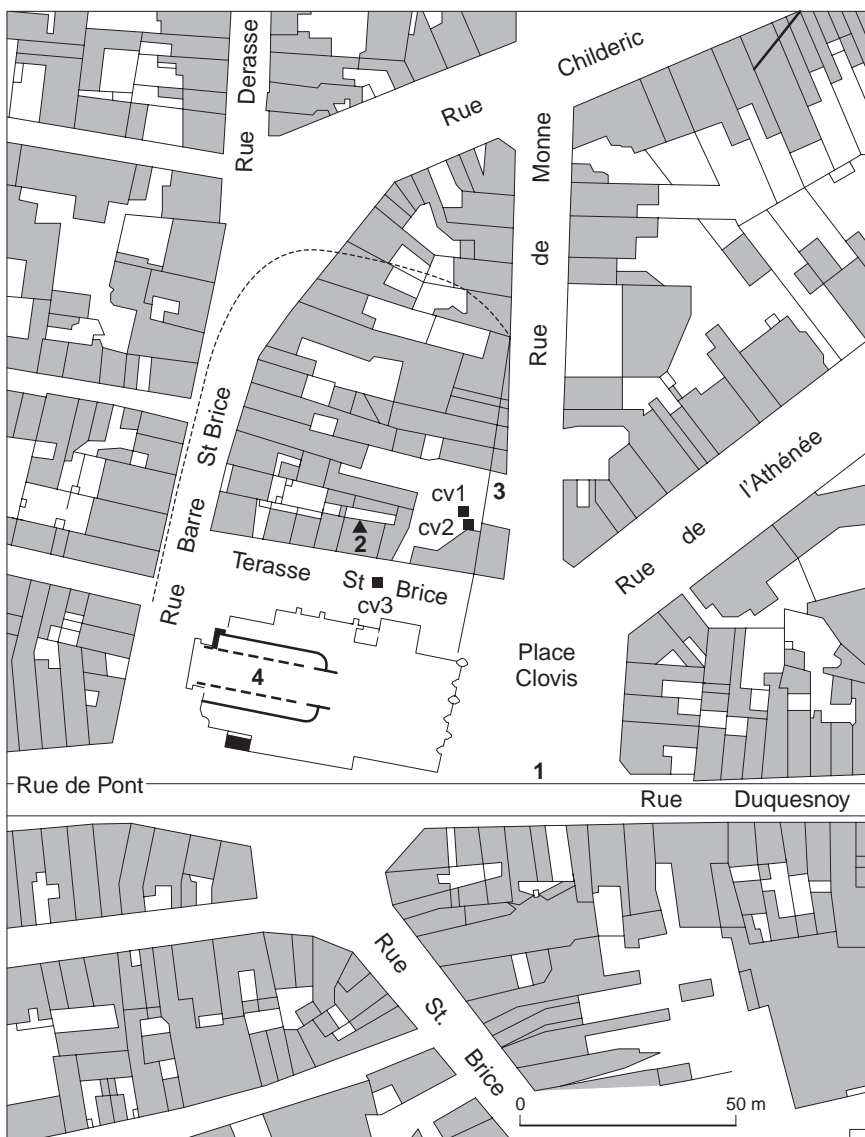 Rue Derasse
Rue Childeric
Rue de Monne
Rue Barre St Brice
Rue de l'Athénée
3
cv1
cv2
2
Terasse St Brice
cv3
4
Place
Clovis
1
Rue de Pont
Rue Duquesnoy
Rue St. Brice
0 50 m